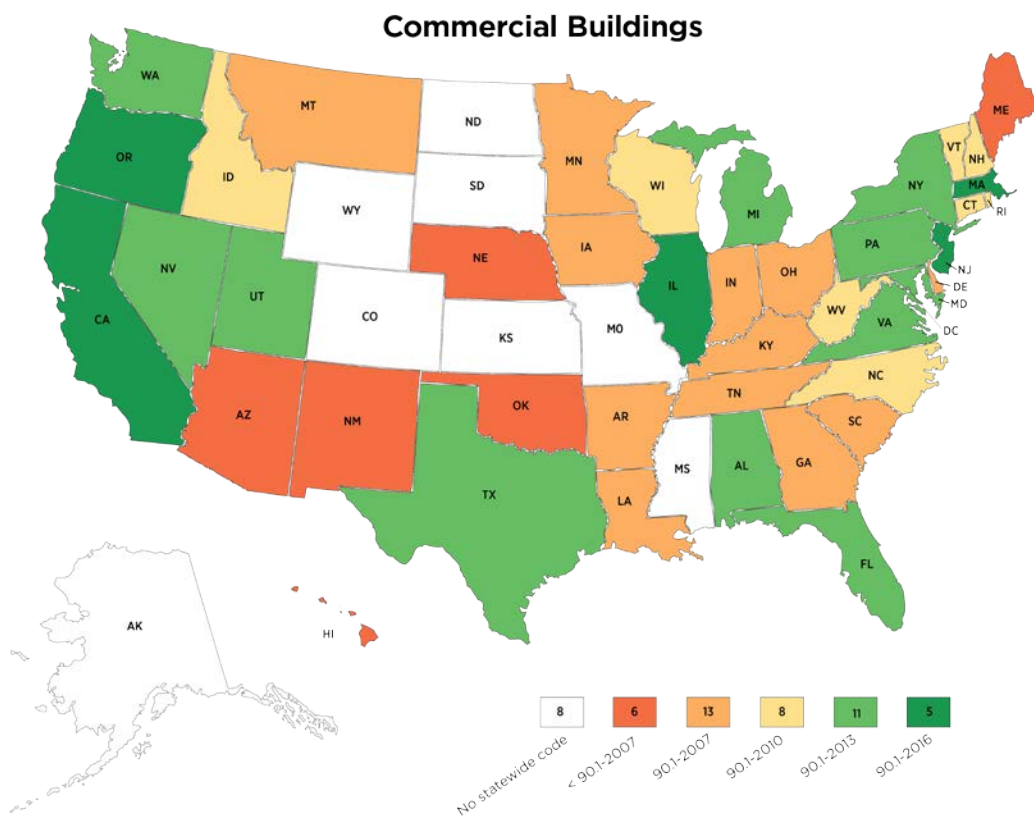 Commercial Buildings
WA
MT
ND
ME
OR
ID
MN
VT
NH
WY
SD
WI
NY
MA
MI
CT
RI
NE
IA
PA
NV
UT
IL
IN
OH
NJ
DE
MD
CA
CO
KS
MO
WV
VA
DC
KY
NC
TN
AZ
NM
OK
AR
SC
MS
AL
GA
TX
LA
FL
AK
HI
8 6 13 8 11 5
No statewide code
< 90.1-2007
90.1-2007
90.1-2010
90.1-2013
90.1-2016